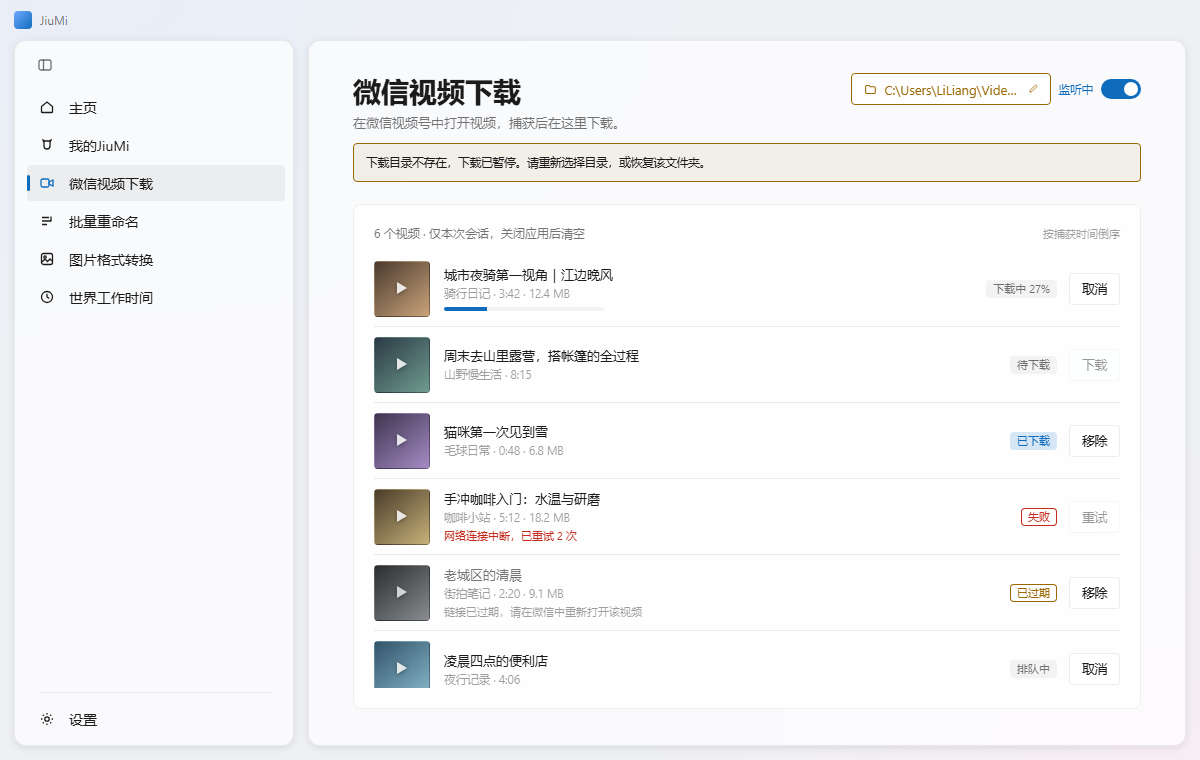 JiuMi
主页
我的JiuMi
微信视频下载
批量重命名
图片格式转换
世界工作时间
设置
微信视频下载
C:\Users\LiLiang\Vide...
监听中
在微信视频号中打开视频，捕获后在这里下载。
下载目录不存在，下载已暂停。请重新选择目录，或恢复该文件夹。
6 个视频 · 仅本次会话，关闭应用后清空
按捕获时间倒序
城市夜骑第一视角 | 江边晚风
骑行日记 · 3:42 · 12.4 MB
下载中 27%
取消
周末去山里露营，搭帐篷的全过程
山野慢生活 · 8:15
待下载
下载
猫咪第一次见到雪
毛球日常 · 0:48 · 6.8 MB
已下载
移除
手冲咖啡入门：水温与研磨
咖啡小站 · 5:12 · 18.2 MB
网络连接中断，已重试 2 次
失败
重试
老城区的清晨
街拍笔记 · 2:20 · 9.1 MB
链接已过期，请在微信中重新打开该视频
已过期
移除
凌晨四点的便利店
夜行记录 · 4:06
排队中
取消